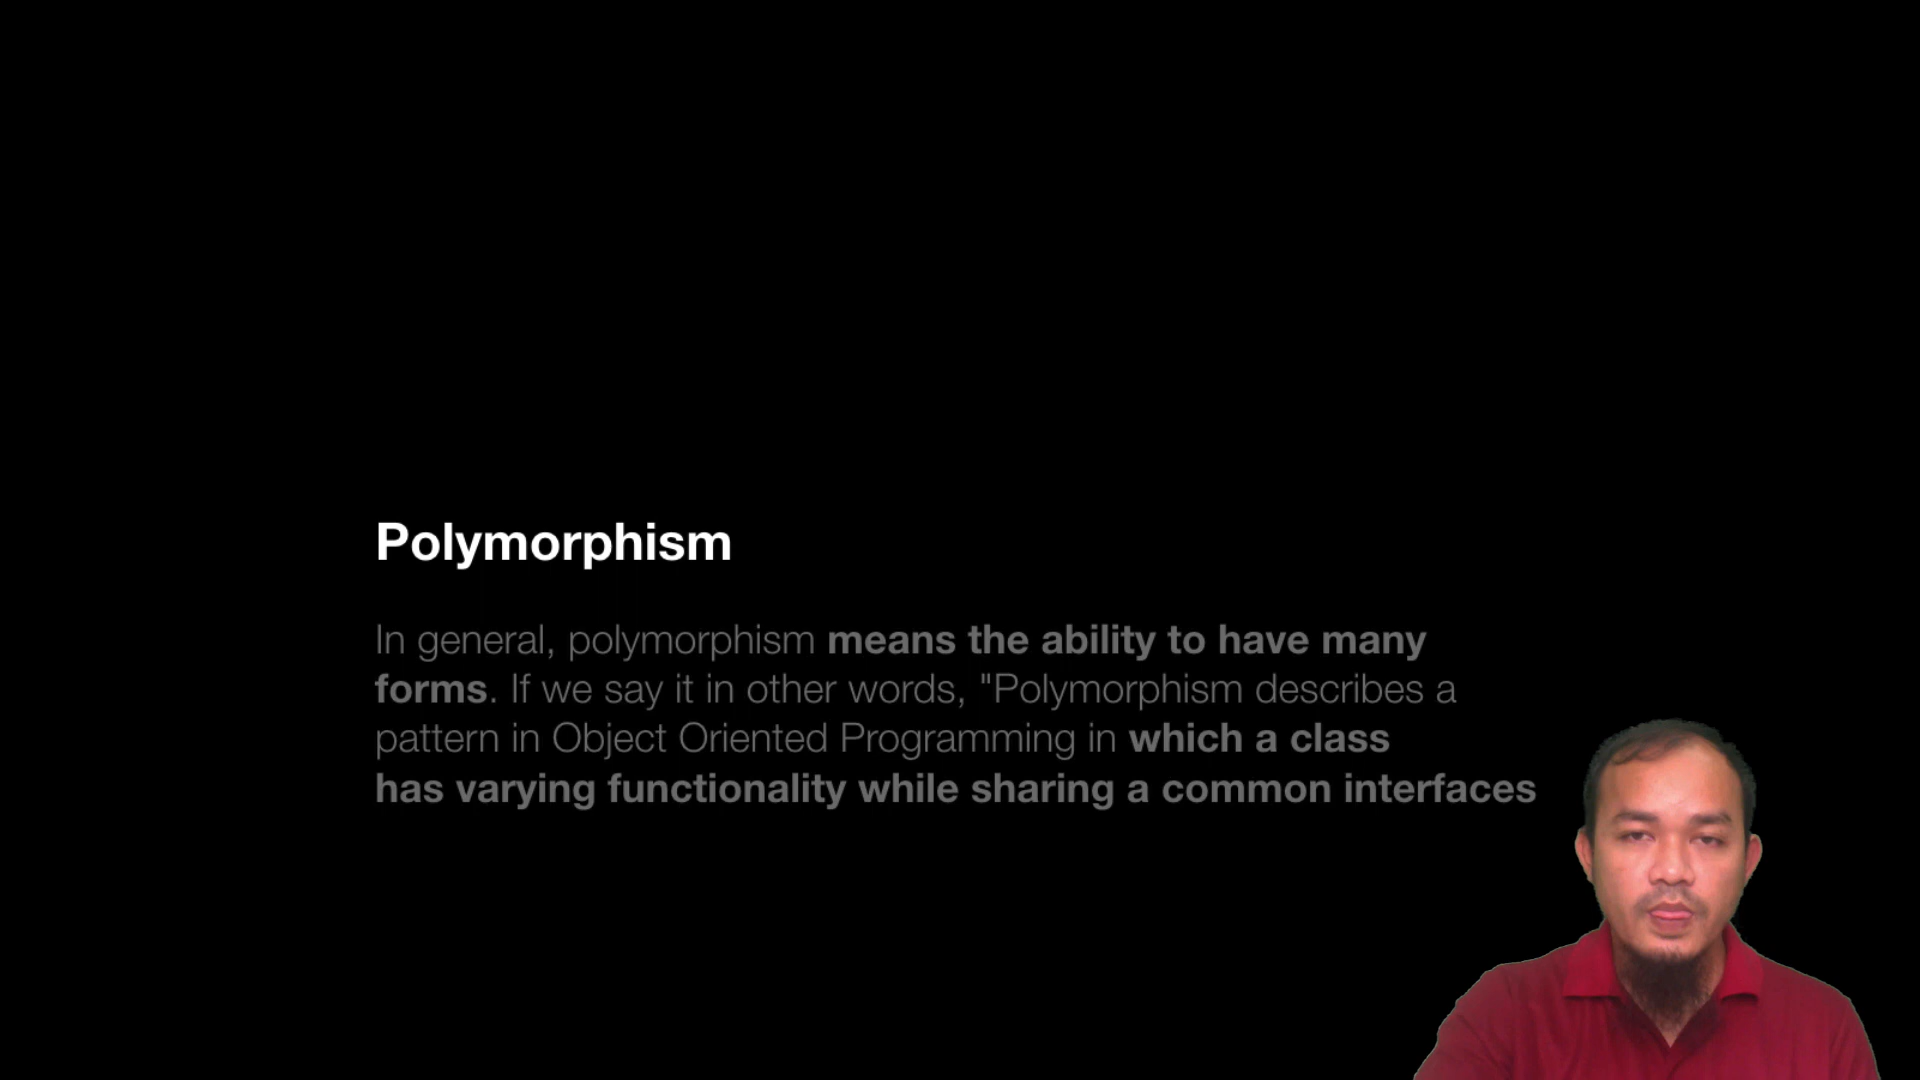 Polymorphism
In general, polymorphism means the ability to have many
forms. If we say it in other words, "Polymorphism describes a
pattern in Object Oriented Programming in which a class
has varying functionality while sharing a common interfaces